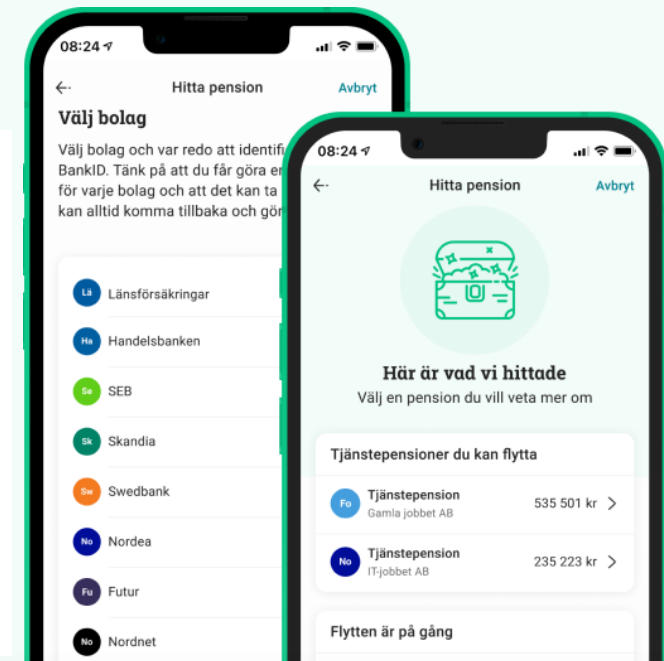 08:24
Hitta pension
Avbryt
Välj bolag
Välj bolag och var redo att
BankID. Tänk på att du får göra
för varje bolag och att det kan ta
kan alltid komma tillbaka och
Lä Länsförsäkringar
Ha Handelsbanken
Se SEB
Sk Skandia
Sw Swedbank
No Nordea
Fu Futur
No Nordnet
08:24
Hitta pension
Avbryt
Här är vad vi hittade
Välj en pension du vill veta mer om
Tjänstepensioner du kan flytta
Fo Tjänstepension 535 501 kr
Gamla jobbet AB
No Tjänstepension 235 223 kr
IT-jobbet AB
Flytten är på gång